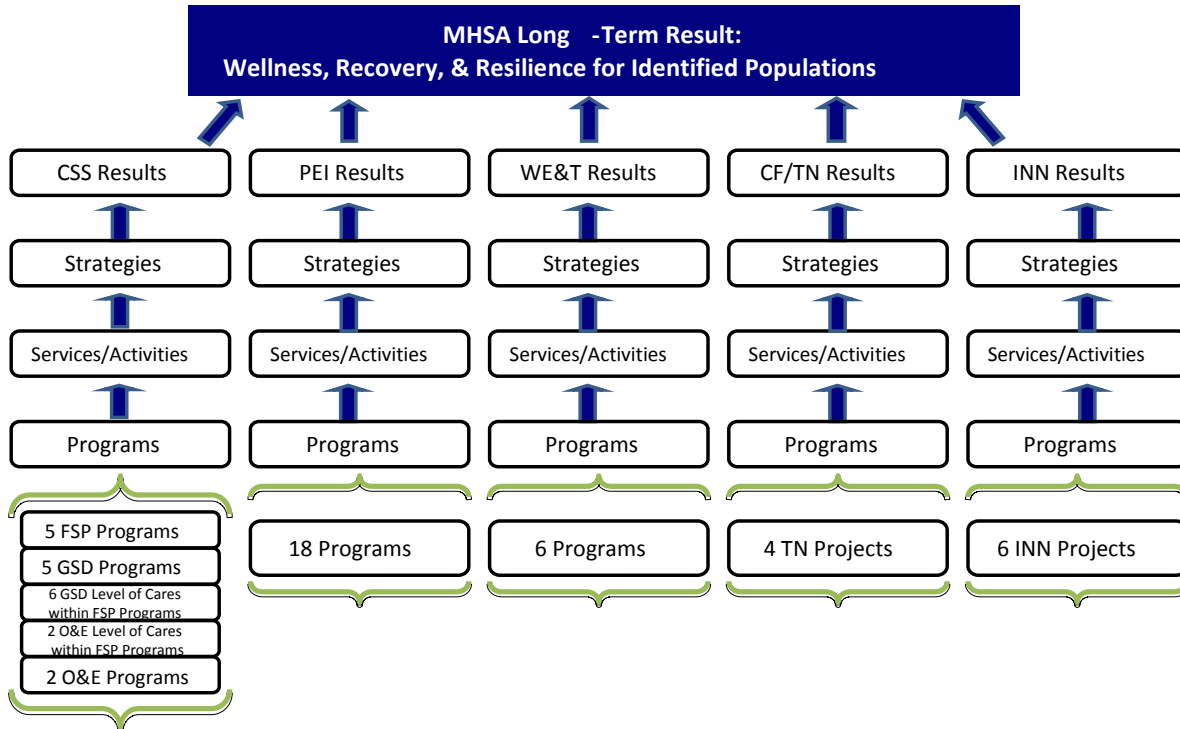 MHSA Long -Term Result:
Wellness, Recovery, & Resilience for Identified Populations
CSS Results
PEI Results
WE&T Results
CF/TN Results
INN Results
Strategies
Strategies
Strategies
Strategies
Strategies
Services/Activities
Services/Activities
Services/Activities
Services/Activities
Services/Activities
Programs
Programs
Programs
Programs
Programs
5 FSP Programs
5 GSD Programs
6 GSD Level of Cares
within FSP Programs
2 O&E Level of Cares
within FSP Programs
2 O&E Programs
18 Programs
6 Programs
4 TN Projects
6 INN Projects